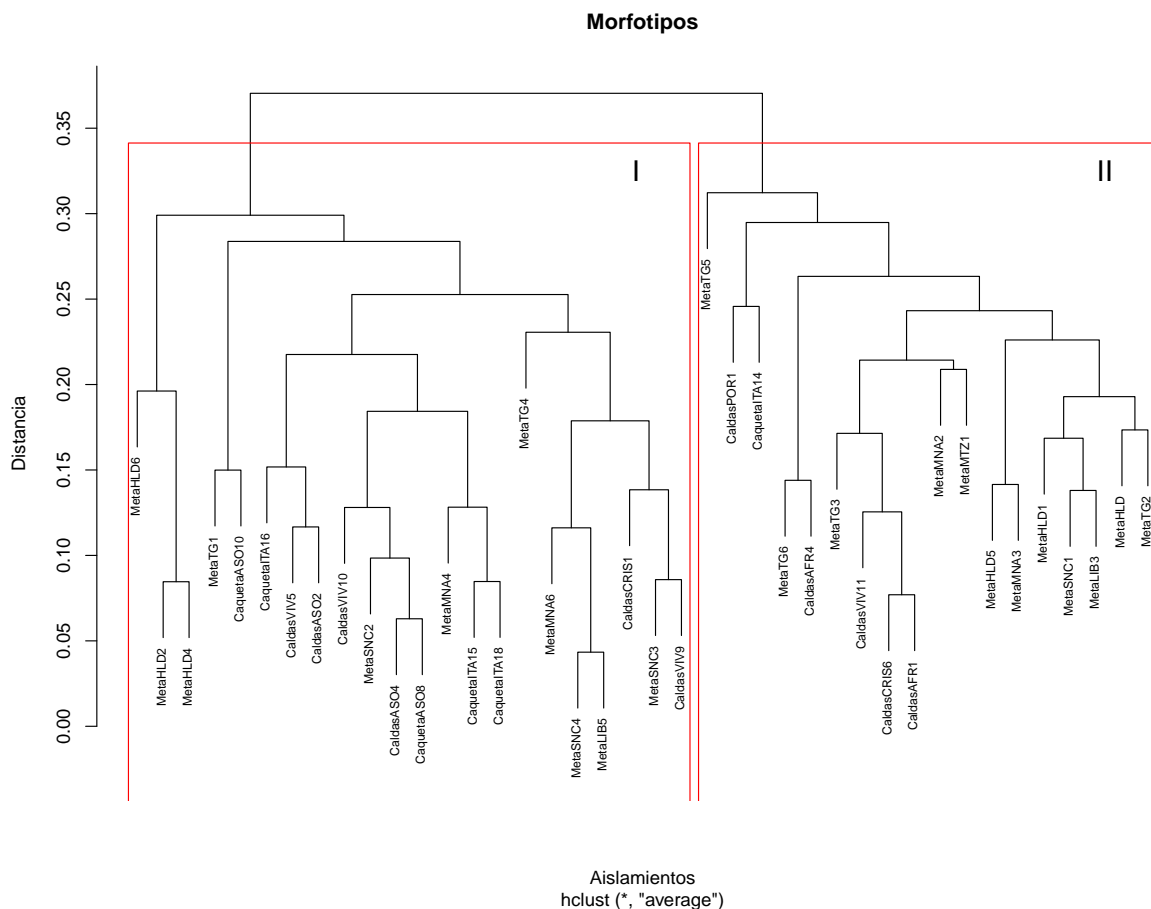 Morfotipos
Distancia
0.35
0.30
0.25
0.20
0.15
0.10
0.05
0.00
I
II
MetaHLD6
MetaHLD2
MetaHLD4
MetaTG1
CaquetaASO10
CaquetaITA16
CaldasVIV5
CaldasASO2
CaldasVIV10
MetaSNC2
CaldasASO4
CaquetaASO8
MetaMNA4
CaquetaITA15
CaquetaITA18
MetaTG4
MetaMNA6
MetaSNC4
MetaLIB5
CaldasCRIS1
MetaSNC3
CaldasVIV9
MetaTG5
CaldasPOR1
CaquetaITA14
MetaTG6
CaldasAFR4
MetaTG3
CaldasVIV11
CaldasCRIS6
CaldasAFR1
MetaMNA2
MetaMTZ1
MetaHLD5
MetaMNA3
MetaHLD1
MetaSNC1
MetaLIB3
MetaHLD
MetaTG2
Aislamientos
hclust (*, "average")